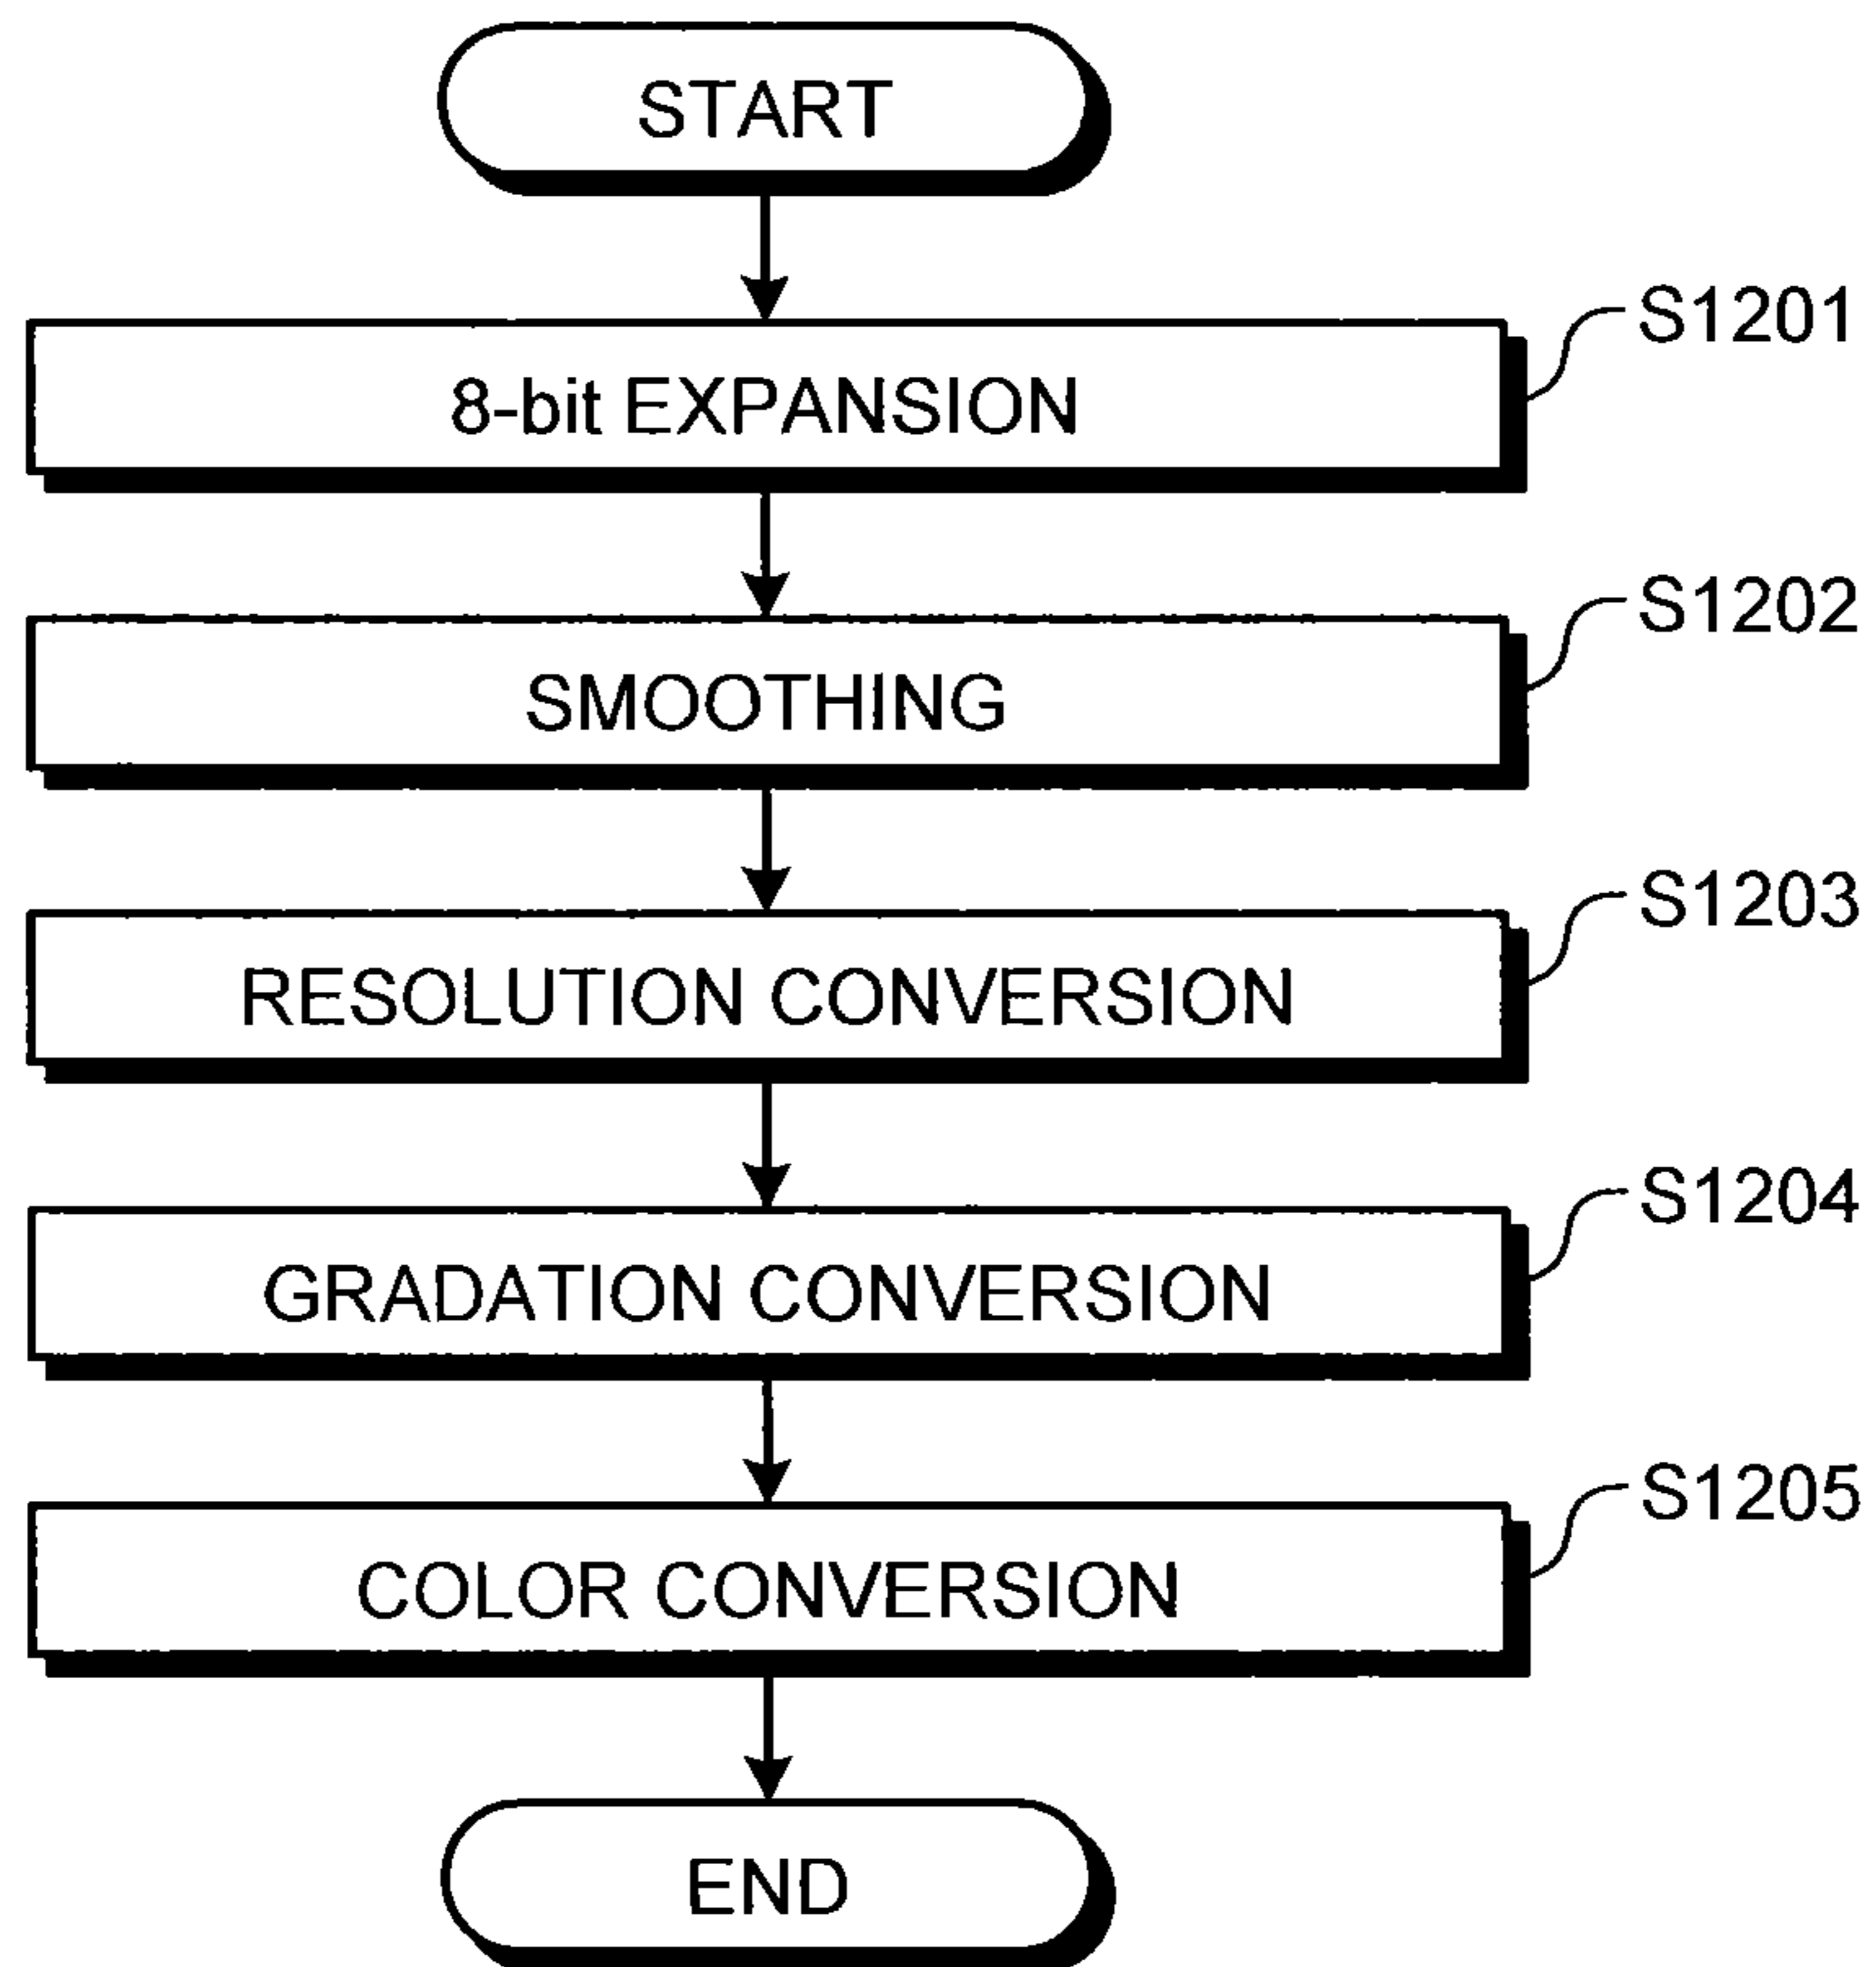 START
S1201
8-bit EXPANSION
S1202
SMOOTHING
S1203
RESOLUTION CONVERSION
S1204
GRADATION CONVERSION
S1205
COLOR CONVERSION
END